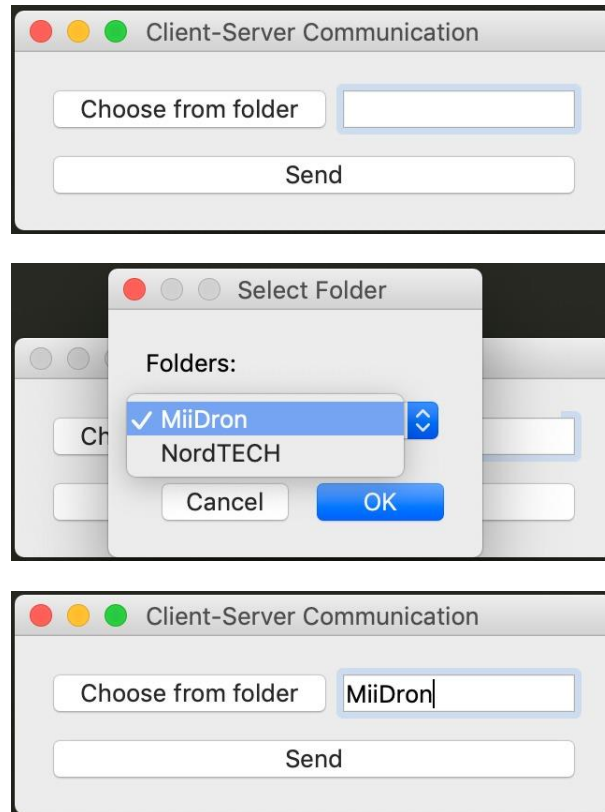 Client-Server Communication
Choose from folder
Send
Select Folder
Folders:
Ch
✓ MiiDron
NordTECH
Cancel OK
Client-Server Communication
Choose from folder MiiDron
Send